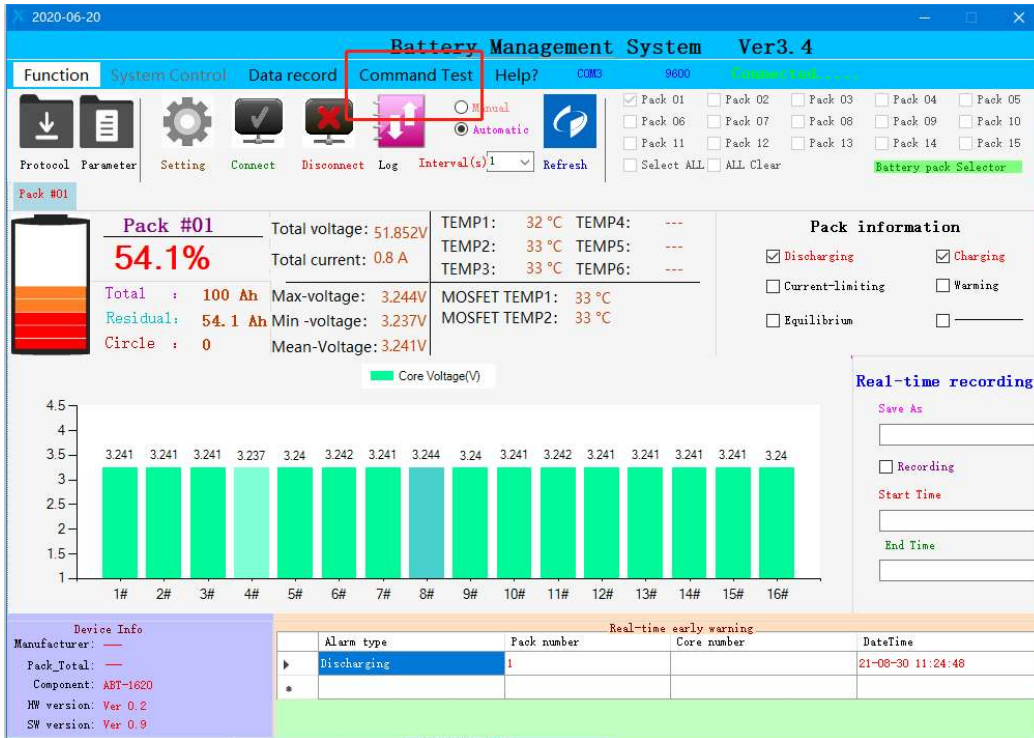 2020-06-20
Battery Management System Ver3.4
Function System Control Data record Command Test Help? COM3 9600 Connected.....
Manual
Automatic
Protocol Parameter Setting Connect Disconnect Log Interval(s) 1 Refresh
Pack 01 Pack 02 Pack 03 Pack 04 Pack 05
Pack 06 Pack 07 Pack 08 Pack 09 Pack 10
Pack 11 Pack 12 Pack 13 Pack 14 Pack 15
Select ALL ALL Clear Battery pack Selector
Pack #01
Pack #01
54.1%
Total : 100 Ah
Residual: 54.1 Ah
Circle : 0
Total voltage: 51.852V
Total current: 0.8 A
Max-voltage: 3.244V
Min -voltage: 3.237V
Mean-Voltage: 3.241V
TEMP1: 32 °C TEMP4: ---
TEMP2: 33 °C TEMP5: ---
TEMP3: 33 °C TEMP6: ---
MOSFET TEMP1: 33 °C
MOSFET TEMP2: 33 °C
Pack information
Discharging Charging
Current-limiting Warming
Equilibrium
Core Voltage(V)
4.5
4
3.5
3
2.5
2
1.5
1
3.241 3.241 3.241 3.237 3.24 3.242 3.241 3.244 3.24 3.241 3.242 3.241 3.241 3.241 3.241 3.24
1# 2# 3# 4# 5# 6# 7# 8# 9# 10# 11# 12# 13# 14# 15# 16#
Real-time recording
Save As
Recording
Start Time
End Time
Device Info
Manufacturer: ——
Pack_Total: ——
Component: ABT-1620
HW version: Ver 0.2
SW version: Ver 0.9
Real-time early warning
Alarm type Pack number Core number DateTime
Discharging 1 21-08-30 11:24:48